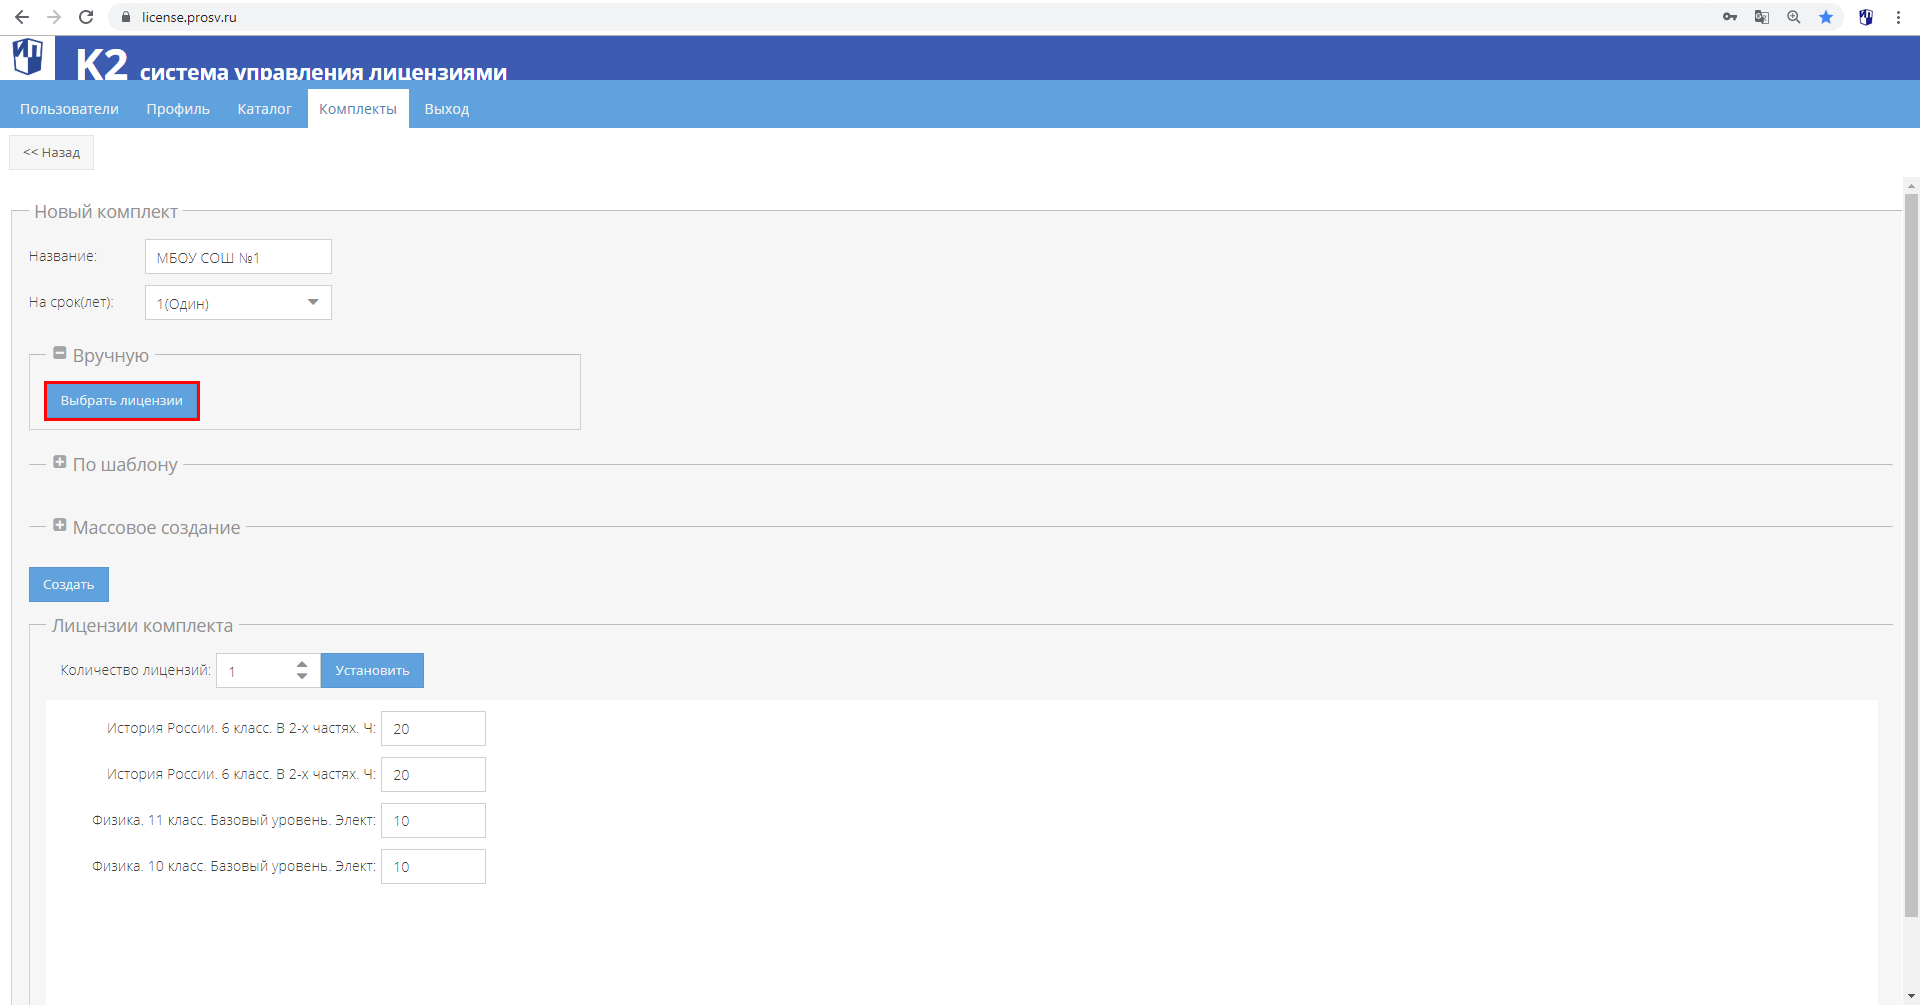 license.prosv.ru
ИП
К2 система управления лицензиями
Пользователи Профиль Каталог Комплекты Выход
<< Назад
Новый комплект
Название: МБОУ СОШ №1
На срок(лет): 1(Один)
Вручную
Выбрать лицензии
По шаблону
Массовое создание
Создать
Лицензии комплекта
Количество лицензий: 1 Установить
История России. 6 класс. В 2-х частях. Ч: 20
История России. 6 класс. В 2-х частях. Ч: 20
Физика. 11 класс. Базовый уровень. Элект: 10
Физика. 10 класс. Базовый уровень. Элект: 10